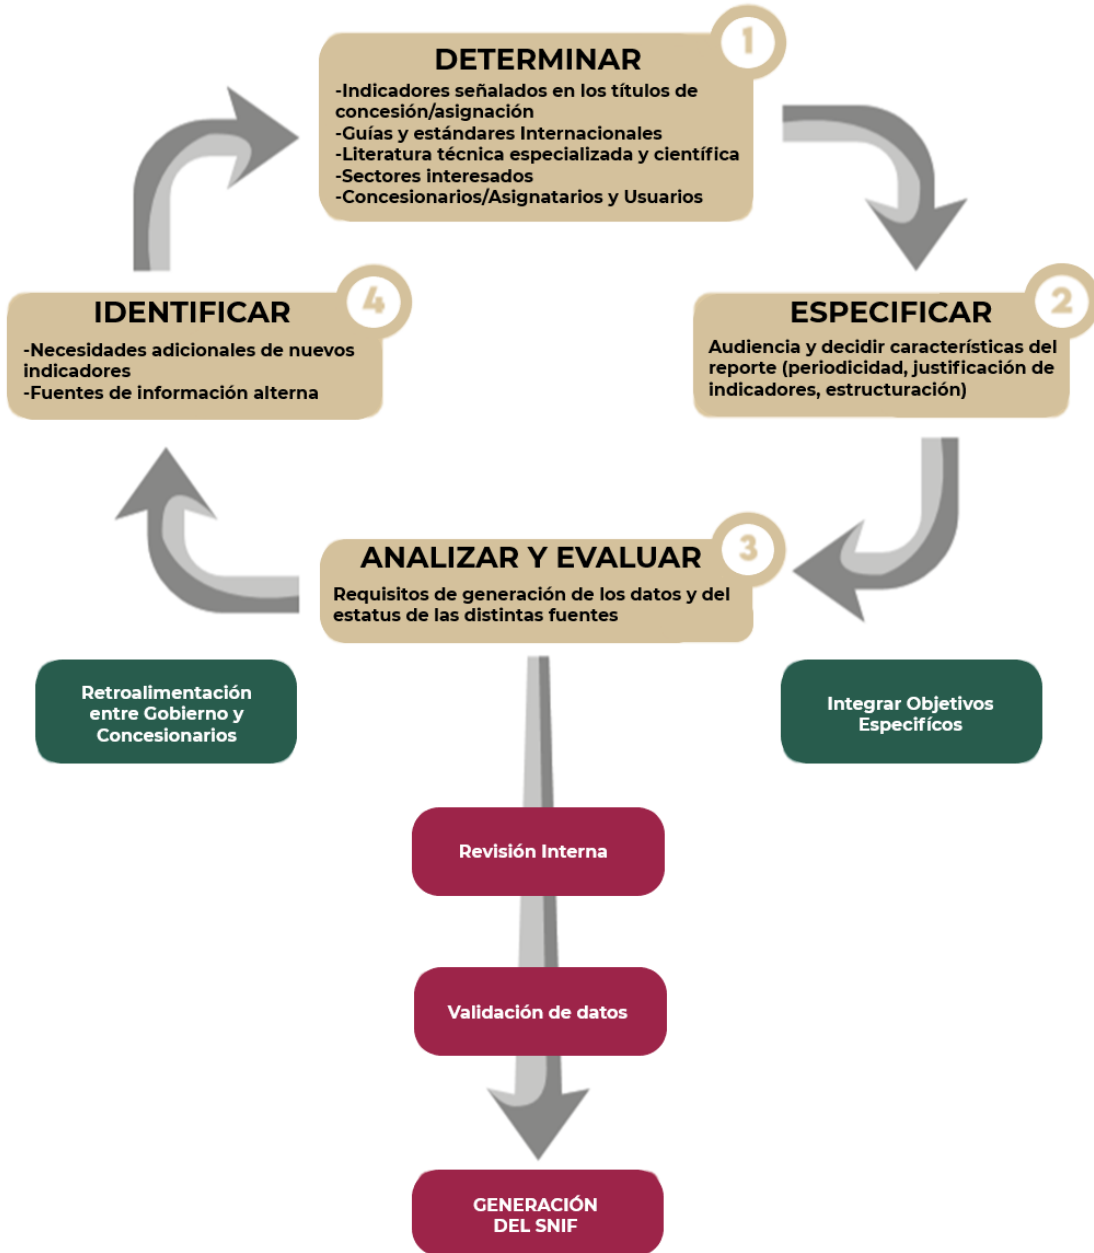 1
DETERMINAR
-Indicadores señalados en los títulos de
concesión/asignación
-Guías y estándares Internacionales
-Literatura técnica especializada y científica
-Sectores interesados
-Concesionarios/Asignatarios y Usuarios
2
ESPECIFICAR
Audiencia y decidir características del
reporte (periodicidad, justificación de
indicadores, estructuración)
3
ANALIZAR Y EVALUAR
Requisitos de generación de los datos y del
estatus de las distintas fuentes
4
IDENTIFICAR
-Necesidades adicionales de nuevos
indicadores
-Fuentes de información alterna
Retroalimentación
entre Gobierno y
Concesionarios
Integrar Objetivos
Especifícos
Revisión Interna
Validación de datos
GENERACIÓN
DEL SNIF